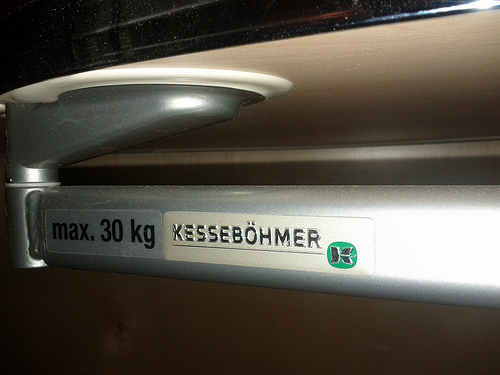 max. 30 kg
KESSEBÖHMER
K